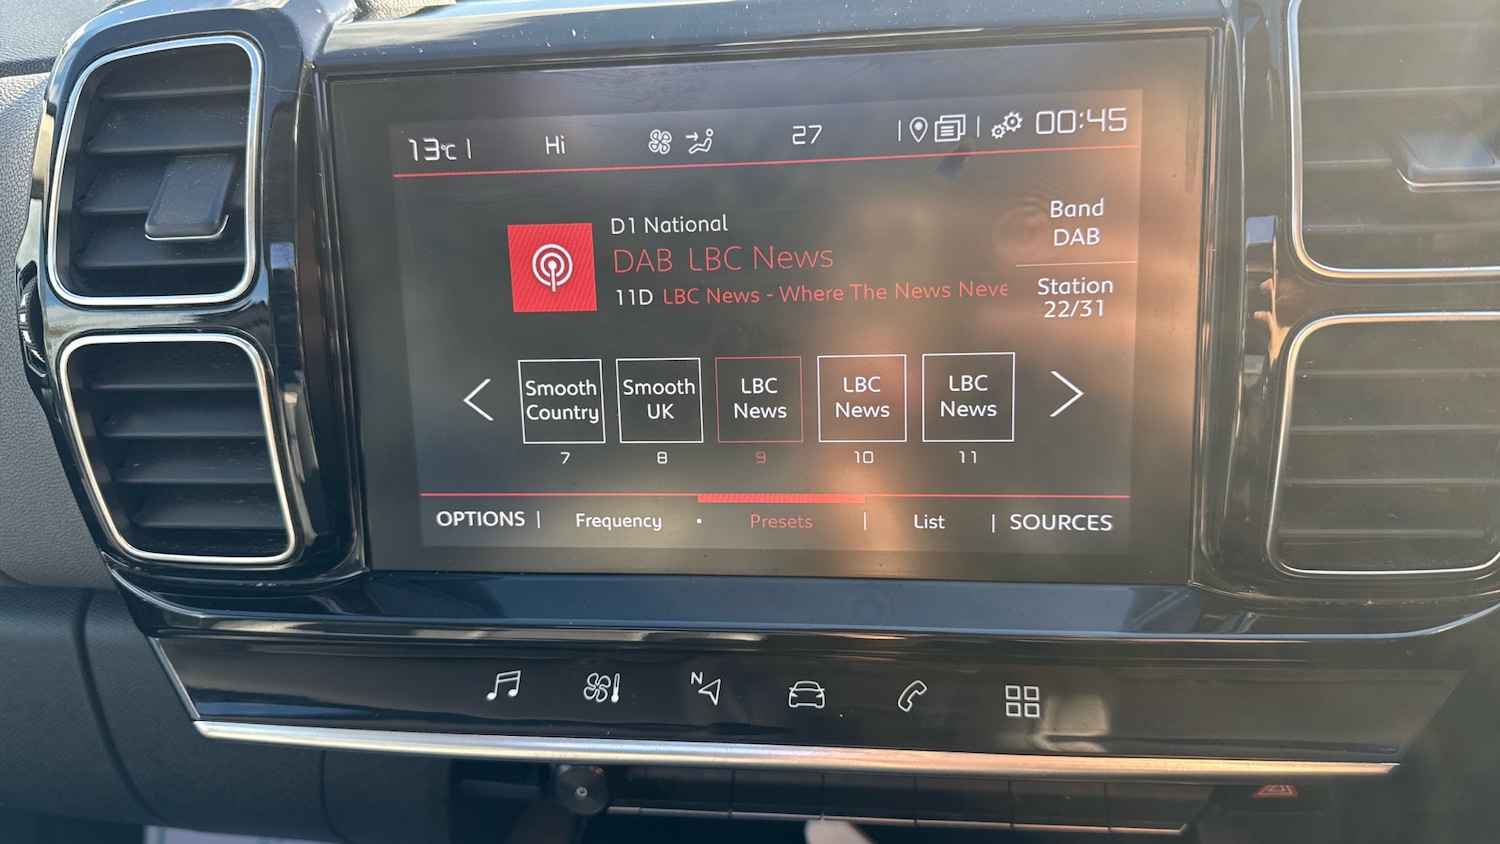 13°C Hi 27 00:45
D1 National
DAB LBC News
11D LBC News - Where The News Neve
Band
DAB
Station
22/31
Smooth
Country
7
Smooth
UK
8
LBC
News
9
LBC
News
10
LBC
News
11
OPTIONS Frequency Presets List SOURCES
N